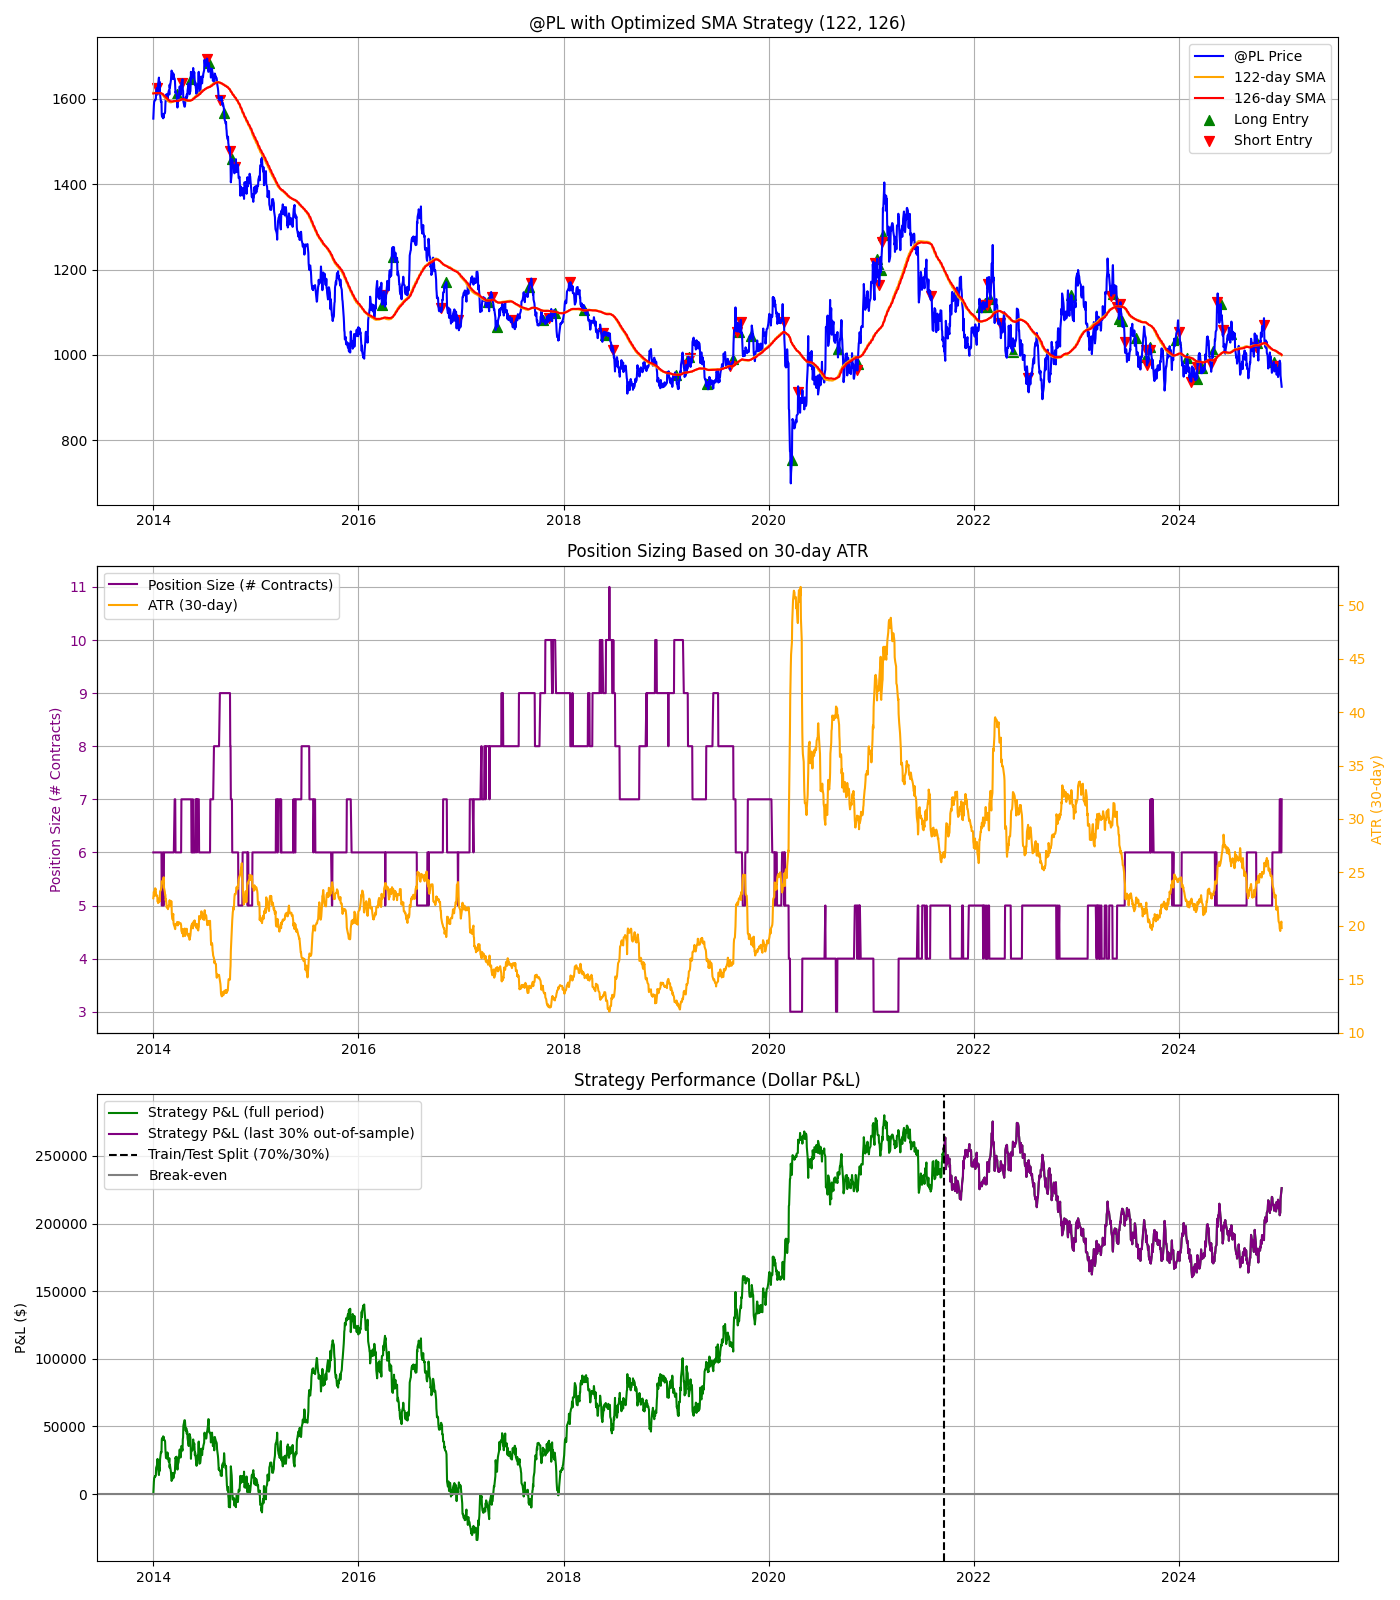 @PL with Optimized SMA Strategy (122, 126)
@PL Price
122-day SMA
126-day SMA
Long Entry
Short Entry
1600
1400
1200
1000
800
2014 2016 2018 2020 2022 2024
Position Sizing Based on 30-day ATR
Position Size (# Contracts)
ATR (30-day)
Position Size (# Contracts)
11
10
9
8
7
6
5
4
3
50
45
40
35
30
25
20
15
10
ATR (30-day)
2014 2016 2018 2020 2022 2024
Strategy Performance (Dollar P&L)
Strategy P&L (full period)
Strategy P&L (last 30% out-of-sample)
Train/Test Split (70%/30%)
Break-even
P&L ($)
250000
200000
150000
100000
50000
0
2014 2016 2018 2020 2022 2024